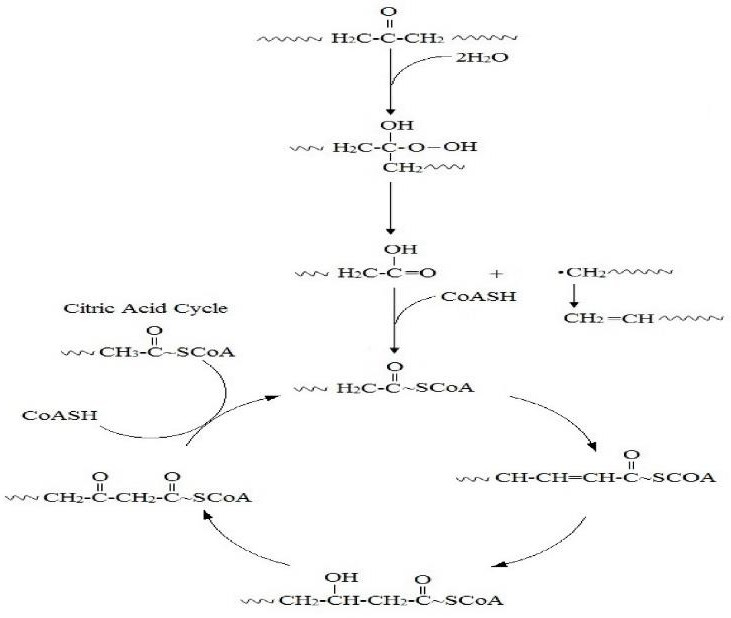 O
H2C-C-CH2
2H2O
OH
H2C-C-O-OH
CH2
OH
H2C-C=O + •CH2
CoASH
CH2=CH
Citric Acid Cycle
O
CH3-C~SCoA
O
H2C-C~SCoA
CoASH
O
CH-CH=CH-C~SCOA
O O
CH2-C-CH2-C~SCoA
OH O
CH2-CH-CH2-C~SCoA